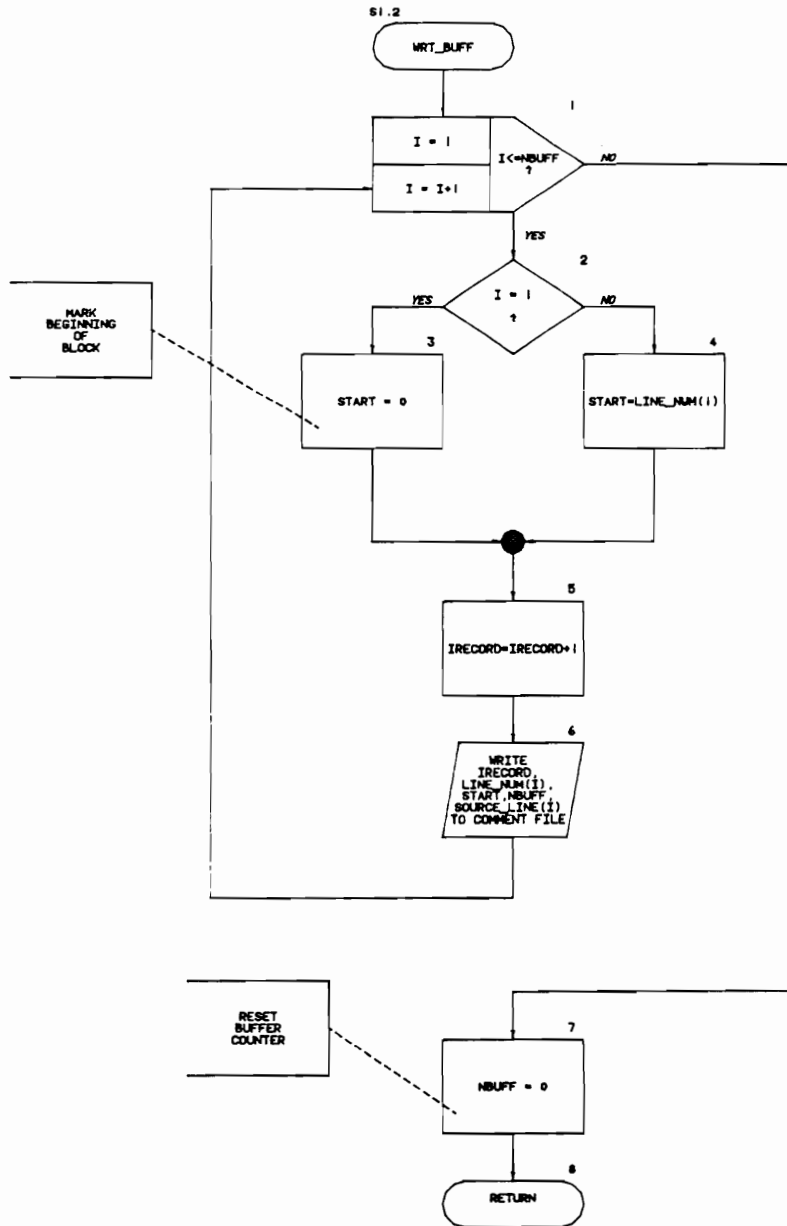 S1.2
WRT_BUFF
1
I = 1
I<=NBUFF
?
NO
I = I+1
YES
2
I = 1
?
YES
NO
MARK
BEGINNING
OF
BLOCK
3
START = 0
4
START=LINE_NUM(1)
5
IRECORD=IRECORD+1
6
WRITE
IRECORD,
LINE_NUM(I),
START,NBUFF,
SOURCE_LINE(I)
TO COMMENT FILE
RESET
BUFFER
COUNTER
7
NBUFF = 0
8
RETURN